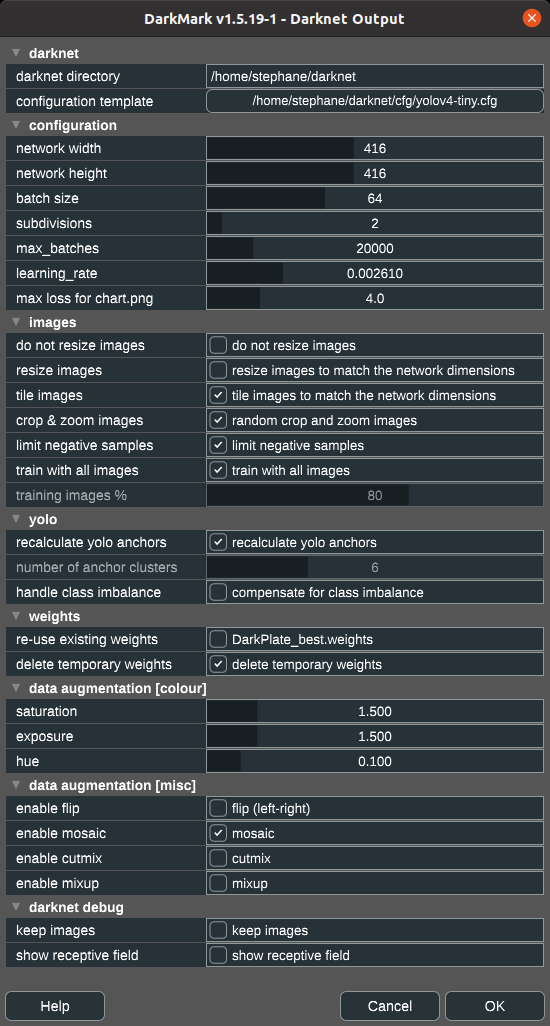 DarkMark v1.5.19-1 - Darknet Output
darknet
darknet directory /home/stephane/darknet
configuration template /home/stephane/darknet/cfg/yolov4-tiny.cfg
configuration
network width 416
network height 416
batch size 64
subdivisions 2
max_batches 20000
learning_rate 0.002610
max loss for chart.png 4.0
images
do not resize images do not resize images
resize images resize images to match the network dimensions
tile images tile images to match the network dimensions
crop & zoom images random crop and zoom images
limit negative samples limit negative samples
train with all images train with all images
training images % 80
yolo
recalculate yolo anchors recalculate yolo anchors
number of anchor clusters 6
handle class imbalance compensate for class imbalance
weights
re-use existing weights DarkPlate_best.weights
delete temporary weights delete temporary weights
data augmentation [colour]
saturation 1.500
exposure 1.500
hue 0.100
data augmentation [misc]
enable flip flip (left-right)
enable mosaic mosaic
enable cutmix cutmix
enable mixup mixup
darknet debug
keep images keep images
show receptive field show receptive field
Help Cancel OK